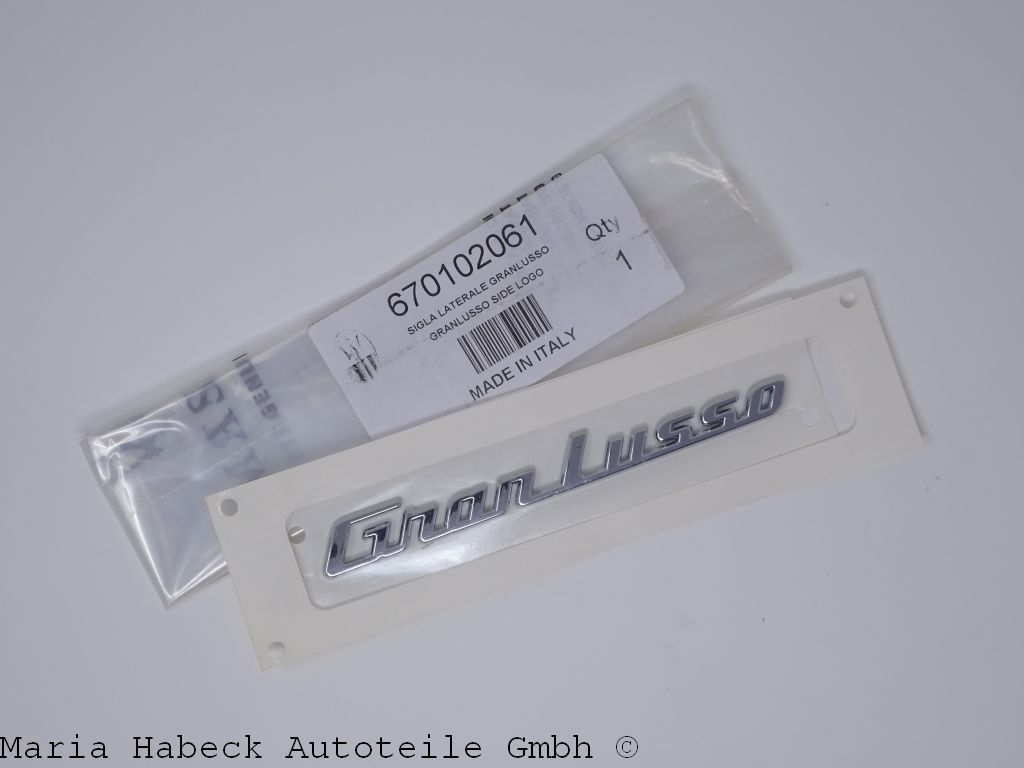 670102061
Qty
SIGLA LATERALE GRANLUSSO
1
GRANLUSSO SIDE LOGO
MADE IN ITALY
GranLusso
Maria Habeck Autoteile Gmbh ©